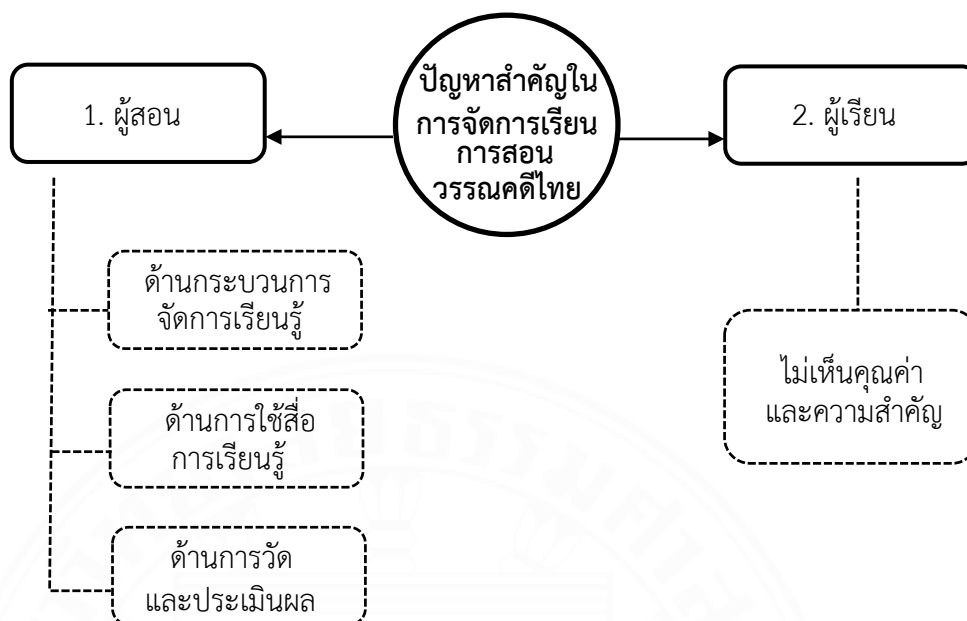 ปัญหาสำคัญใน
การจัดการเรียน
การสอน
วรรณคดีไทย
1. ผู้สอน
2. ผู้เรียน
ด้านกระบวนการ
จัดการเรียนรู้
ด้านการใช้สื่อ
การเรียนรู้
ด้านการวัด
และประเมินผล
ไม่เห็นคุณค่า
และความสำคัญ